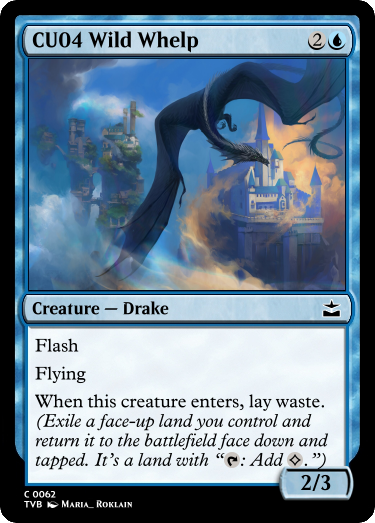 CU04 Wild Whelp 2
Creature — Drake
Flash
Flying
When this creature enters, lay waste.
(Exile a face-up land you control and
return it to the battlefield face down and
tapped. It's a land with “: Add .”)
2/3
C 0062
TVB Maria_ Roklain